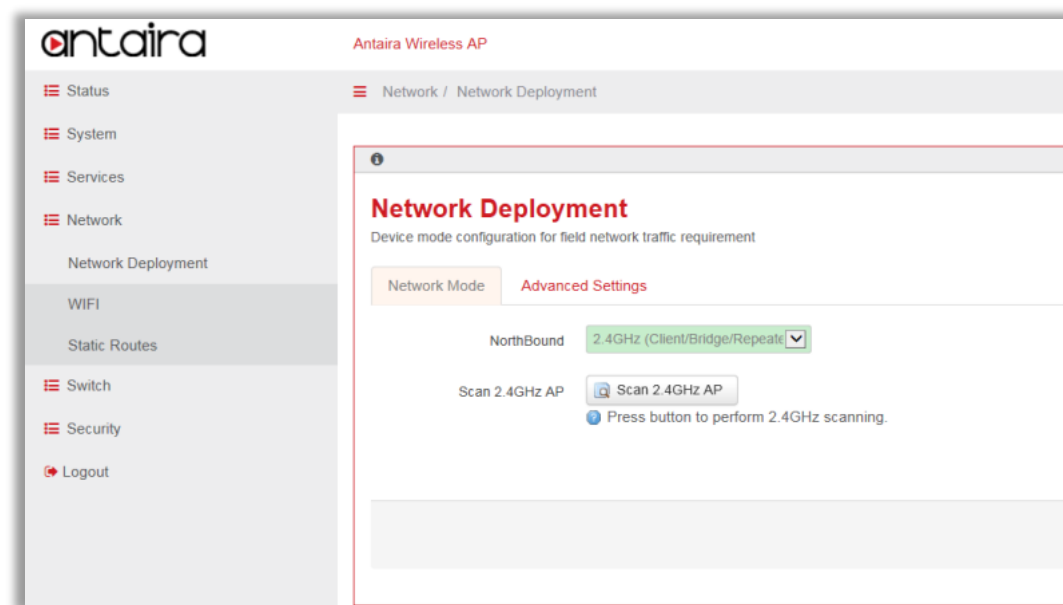 antaira
Antaira Wireless AP
Status
System
Services
Network
Network Deployment
WIFI
Static Routes
Switch
Security
Logout
Network / Network Deployment
Network Deployment
Device mode configuration for field network traffic requirement
Network Mode Advanced Settings
NorthBound 2.4GHz (Client/Bridge/Repeate
Scan 2.4GHz AP Scan 2.4GHz AP
Press button to perform 2.4GHz scanning.